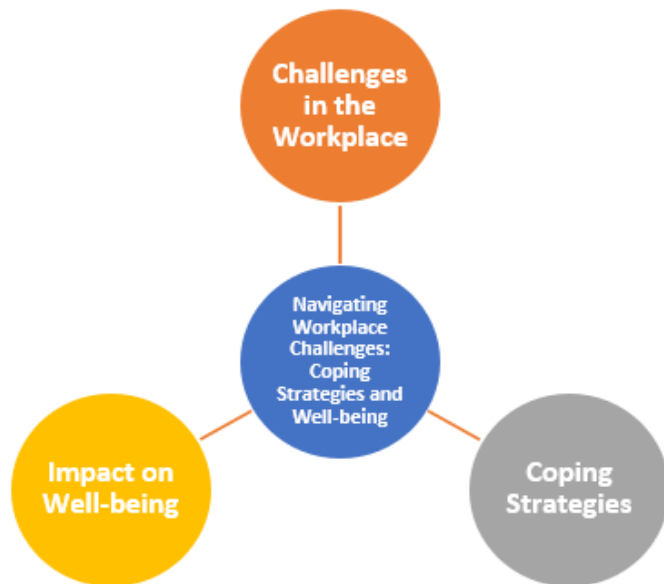 Challenges
in the
Workplace
Navigating
Workplace
Challenges:
Coping
Strategies and
Well-being
Impact on
Well-being
Coping
Strategies